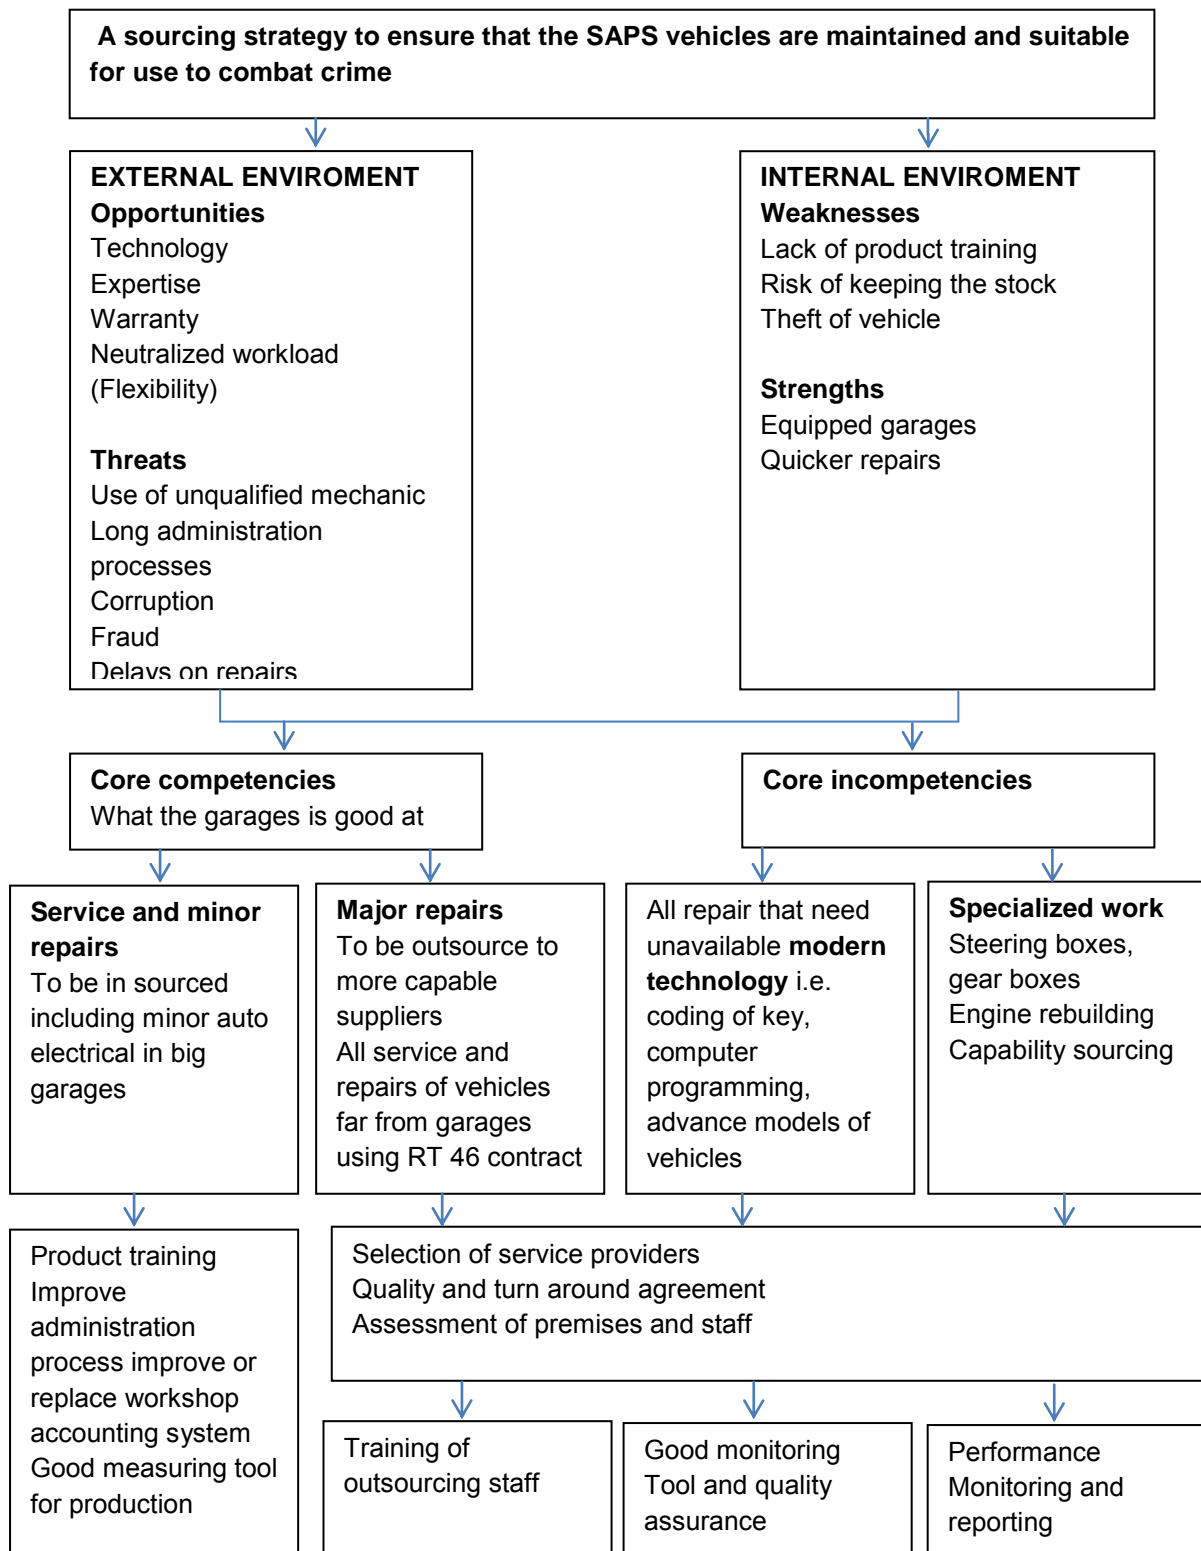 A sourcing strategy to ensure that the SAPS vehicles are maintained and suitable
for use to combat crime
EXTERNAL ENVIROMENT
Opportunities
Technology
Expertise
Warranty
Neutralized workload
(Flexibility)
Threats
Use of unqualified mechanic
Long administration
processes
Corruption
Fraud
Delays on repairs
INTERNAL ENVIROMENT
Weaknesses
Lack of product training
Risk of keeping the stock
Theft of vehicle
Strengths
Equipped garages
Quicker repairs
Core competencies
What the garages is good at
Core incompetencies
Service and minor
repairs
To be in sourced
including minor auto
electrical in big
garages
Major repairs
To be outsource to
more capable
suppliers
All service and
repairs of vehicles
far from garages
using RT 46 contract
All repair that need
unavailable modern
technology i.e.
coding of key,
computer
programming,
advance models of
vehicles
Specialized work
Steering boxes,
gear boxes
Engine rebuilding
Capability sourcing
Product training
Improve
administration
process improve or
replace workshop
accounting system
Good measuring tool
for production
Selection of service providers
Quality and turn around agreement
Assessment of premises and staff
Training of
outsourcing staff
Good monitoring
Tool and quality
assurance
Performance
Monitoring and
reporting